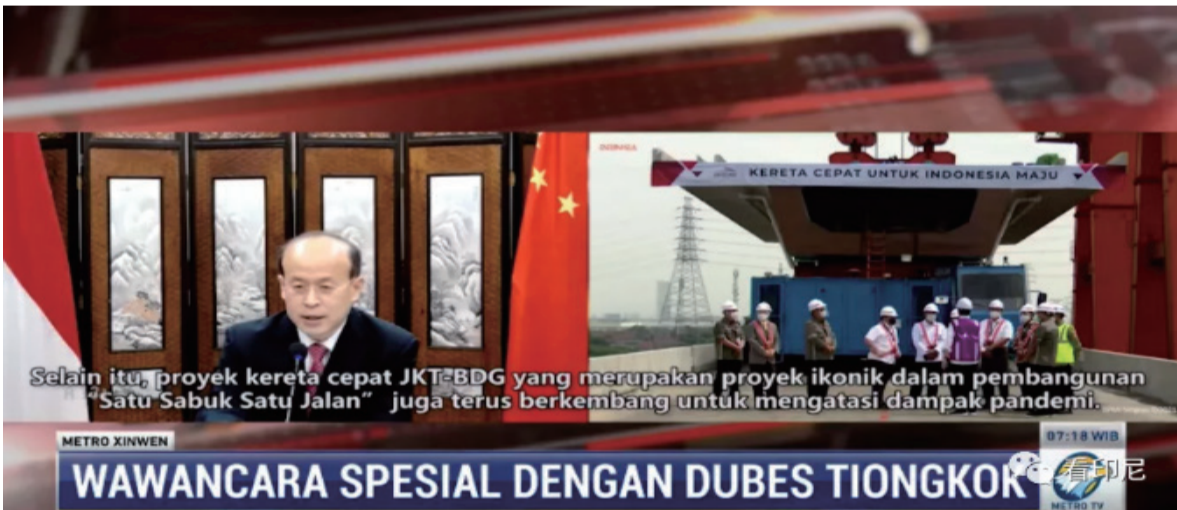 KERETA CEPAT UNTUK INDONESIA MAJU
Selain itu, proyek kereta cepat JKT-BDG yang merupakan proyek ikonik dalam pembangunan
"Satu Sabuk Satu Jalan" juga terus berkembang untuk mengatasi dampak pandemi.
METRO XINWEN
07:18 WIB
WAWANCARA SPESIAL DENGAN DUBES TIONGKOK
看印尼
METRO TV